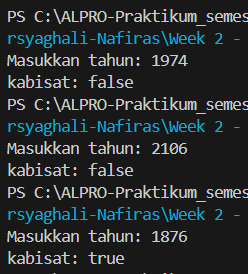 PS C:\ALPRO-Praktikum_semes
rsyaghali-Nafiras\Week 2 -
Masukkan tahun: 1974
kabisat: false
PS C:\ALPRO-Praktikum_semes
rsyaghali-Nafiras\Week 2 -
Masukkan tahun: 2106
kabisat: false
PS C:\ALPRO-Praktikum_semes
rsyaghali-Nafiras\Week 2 -
Masukkan tahun: 1876
kabisat: true